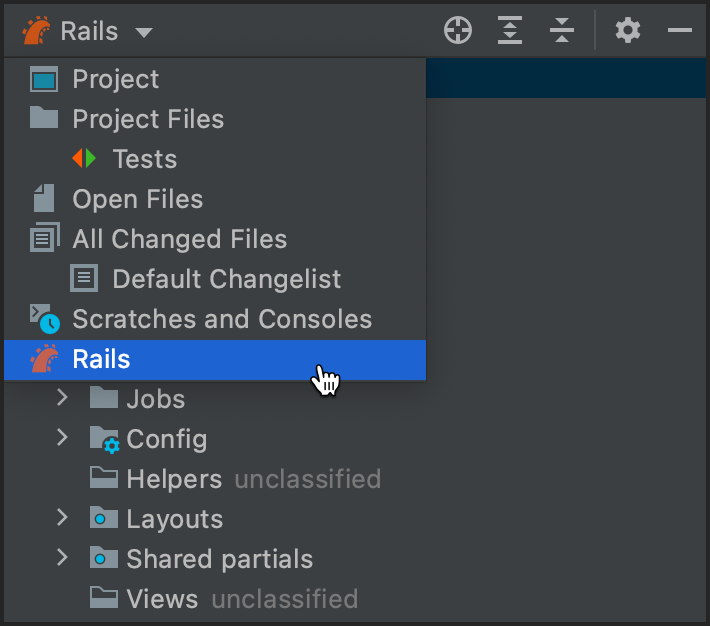 Rails
Project
Project Files
Tests
Open Files
All Changed Files
Default Changelist
Scratches and Consoles
Rails
Jobs
Config
Helpers unclassified
Layouts
Shared partials
Views unclassified